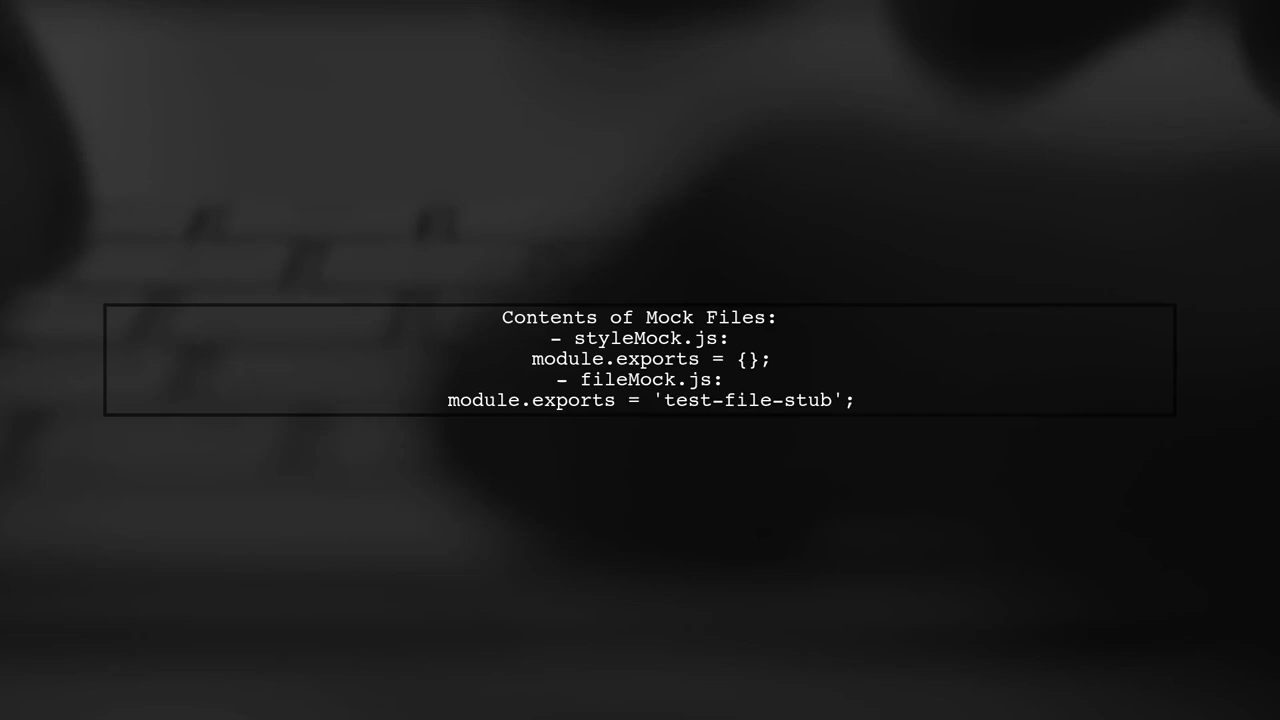 Contents of Mock Files:
- styleMock.js:
module.exports = {};
- fileMock.js:
module.exports = 'test-file-stub';